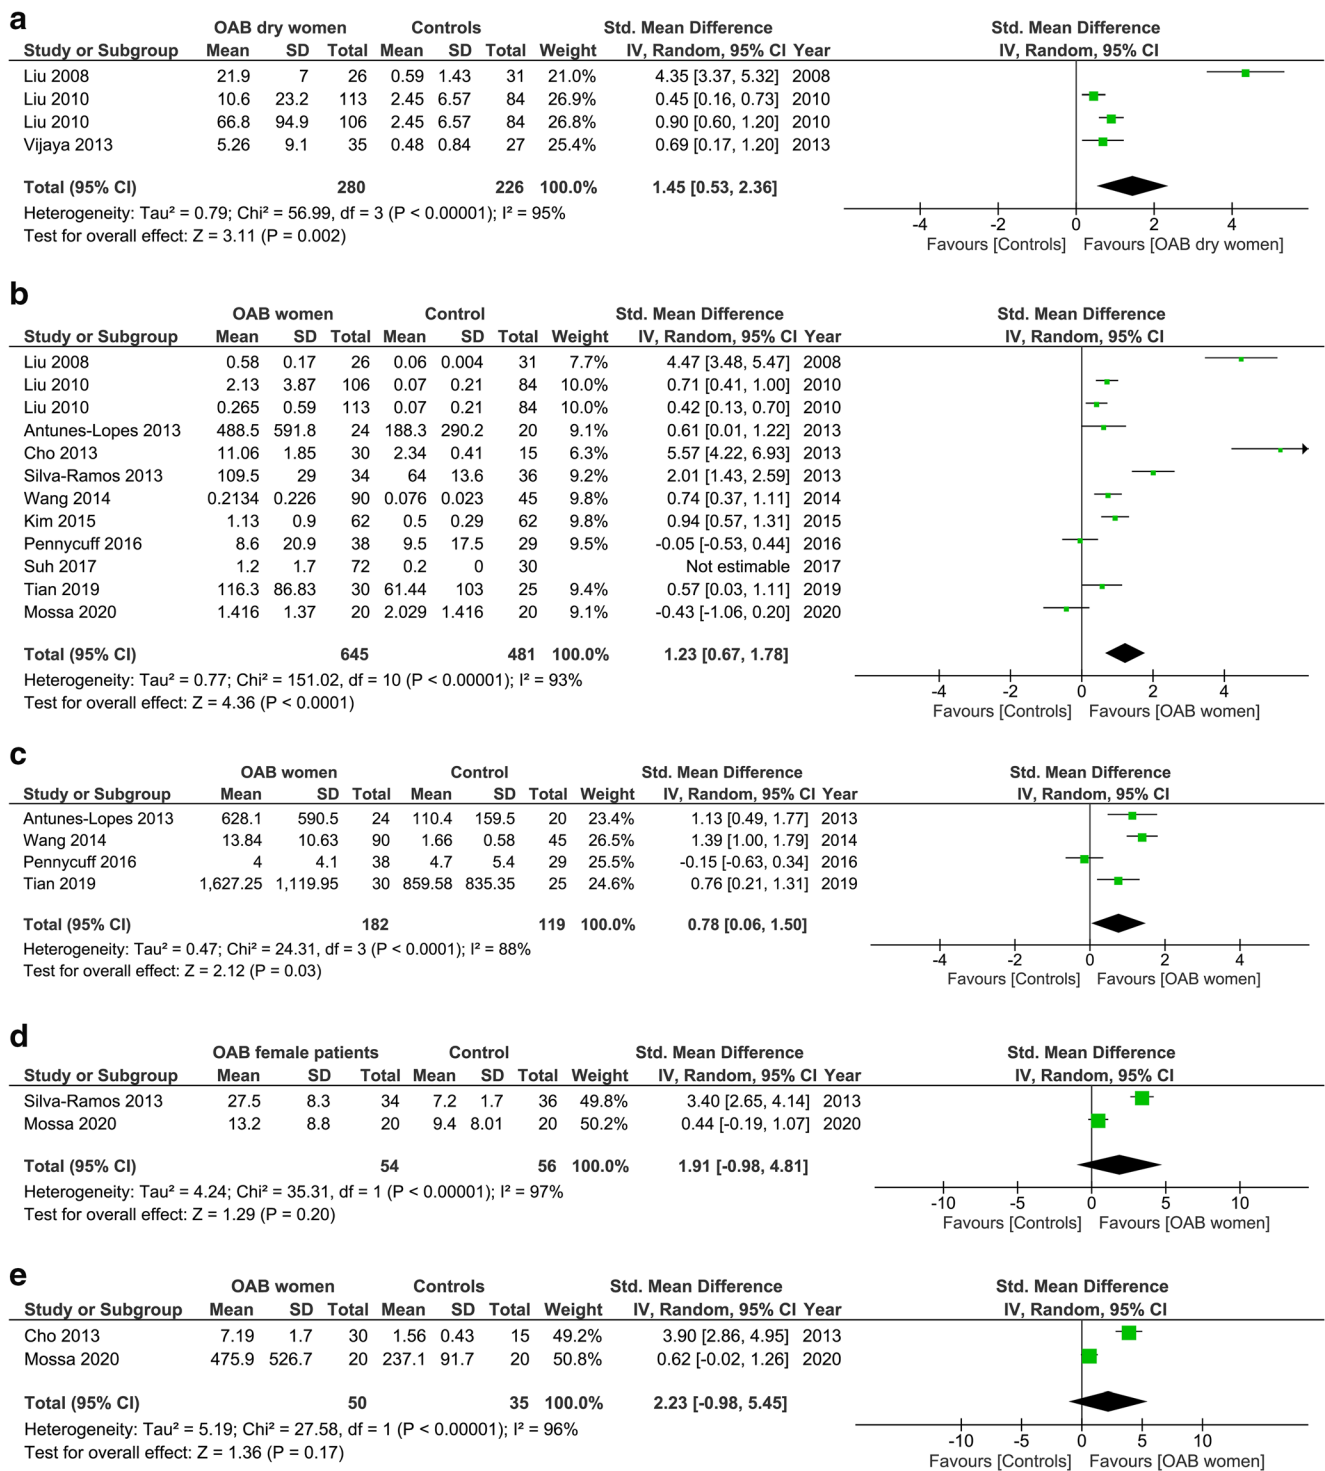 a
OAB dry women Controls Std. Mean Difference Std. Mean Difference
Study or Subgroup Mean SD Total Mean SD Total Weight IV, Random, 95% CI Year IV, Random, 95% CI
Liu 2008 21.9 7 26 0.59 1.43 31 21.0% 4.35 [3.37, 5.32] 2008
Liu 2010 10.6 23.2 113 2.45 6.57 84 26.9% 0.45 [0.16, 0.73] 2010
Liu 2010 66.8 94.9 106 2.45 6.57 84 26.8% 0.90 [0.60, 1.20] 2010
Vijaya 2013 5.26 9.1 35 0.48 0.84 27 25.4% 0.69 [0.17, 1.20] 2013
Total (95% CI) 280 226 100.0% 1.45 [0.53, 2.36]
Heterogeneity: Tau² = 0.79; Chi² = 56.99, df = 3 (P < 0.00001); I² = 95%
Test for overall effect: Z = 3.11 (P = 0.002)
-4 -2 0 2 4
Favours [Controls] Favours [OAB dry women]
b
OAB women Control Std. Mean Difference Std. Mean Difference
Study or Subgroup Mean SD Total Mean SD Total Weight IV, Random, 95% CI Year IV, Random, 95% CI
Liu 2008 0.58 0.17 26 0.06 0.004 31 7.7% 4.47 [3.48, 5.47] 2008
Liu 2010 2.13 3.87 106 0.07 0.21 84 10.0% 0.71 [0.41, 1.00] 2010
Liu 2010 0.265 0.59 113 0.07 0.21 84 10.0% 0.42 [0.13, 0.70] 2010
Antunes-Lopes 2013 488.5 591.8 24 188.3 290.2 20 9.1% 0.61 [0.01, 1.22] 2013
Cho 2013 11.06 1.85 30 2.34 0.41 15 6.3% 5.57 [4.22, 6.93] 2013
Silva-Ramos 2013 109.5 29 34 64 13.6 36 9.2% 2.01 [1.43, 2.59] 2013
Wang 2014 0.2134 0.226 90 0.076 0.023 45 9.8% 0.74 [0.37, 1.11] 2014
Kim 2015 1.13 0.9 62 0.5 0.29 62 9.8% 0.94 [0.57, 1.31] 2015
Pennycuff 2016 8.6 20.9 38 9.5 17.5 29 9.5% -0.05 [-0.53, 0.44] 2016
Suh 2017 1.2 1.7 72 0.2 0 30 Not estimable 2017
Tian 2019 116.3 86.83 30 61.44 103 25 9.4% 0.57 [0.03, 1.11] 2019
Mossa 2020 1.416 1.37 20 2.029 1.416 20 9.1% -0.43 [-1.06, 0.20] 2020
Total (95% CI) 645 481 100.0% 1.23 [0.67, 1.78]
Heterogeneity: Tau² = 0.77; Chi² = 151.02, df = 10 (P < 0.00001); I² = 93%
Test for overall effect: Z = 4.36 (P < 0.0001)
-4 -2 0 2 4
Favours [Controls] Favours [OAB women]
c
OAB women Control Std. Mean Difference Std. Mean Difference
Study or Subgroup Mean SD Total Mean SD Total Weight IV, Random, 95% CI Year IV, Random, 95% CI
Antunes-Lopes 2013 628.1 590.5 24 110.4 159.5 20 23.4% 1.13 [0.49, 1.77] 2013
Wang 2014 13.84 10.63 90 1.66 0.58 45 26.5% 1.39 [1.00, 1.79] 2014
Pennycuff 2016 4 4.1 38 4.7 5.4 29 25.5% -0.15 [-0.63, 0.34] 2016
Tian 2019 1,627.25 1,119.95 30 859.58 835.35 25 24.6% 0.76 [0.21, 1.31] 2019
Total (95% CI) 182 119 100.0% 0.78 [0.06, 1.50]
Heterogeneity: Tau² = 0.47; Chi² = 24.31, df = 3 (P < 0.0001); I² = 88%
Test for overall effect: Z = 2.12 (P = 0.03)
-4 -2 0 2 4
Favours [Controls] Favours [OAB women]
d
OAB female patients Control Std. Mean Difference Std. Mean Difference
Study or Subgroup Mean SD Total Mean SD Total Weight IV, Random, 95% CI Year IV, Random, 95% CI
Silva-Ramos 2013 27.5 8.3 34 7.2 1.7 36 49.8% 3.40 [2.65, 4.14] 2013
Mossa 2020 13.2 8.8 20 9.4 8.01 20 50.2% 0.44 [-0.19, 1.07] 2020
Total (95% CI) 54 56 100.0% 1.91 [-0.98, 4.81]
Heterogeneity: Tau² = 4.24; Chi² = 35.31, df = 1 (P < 0.00001); I² = 97%
Test for overall effect: Z = 1.29 (P = 0.20)
-10 -5 0 5 10
Favours [Controls] Favours [OAB women]
e
OAB women Controls Std. Mean Difference Std. Mean Difference
Study or Subgroup Mean SD Total Mean SD Total Weight IV, Random, 95% CI Year IV, Random, 95% CI
Cho 2013 7.19 1.7 30 1.56 0.43 15 49.2% 3.90 [2.86, 4.95] 2013
Mossa 2020 475.9 526.7 20 237.1 91.7 20 50.8% 0.62 [-0.02, 1.26] 2020
Total (95% CI) 50 35 100.0% 2.23 [-0.98, 5.45]
Heterogeneity: Tau² = 5.19; Chi² = 27.58, df = 1 (P < 0.00001); I² = 96%
Test for overall effect: Z = 1.36 (P = 0.17)
-10 -5 0 5 10
Favours [Controls] Favours [OAB women]